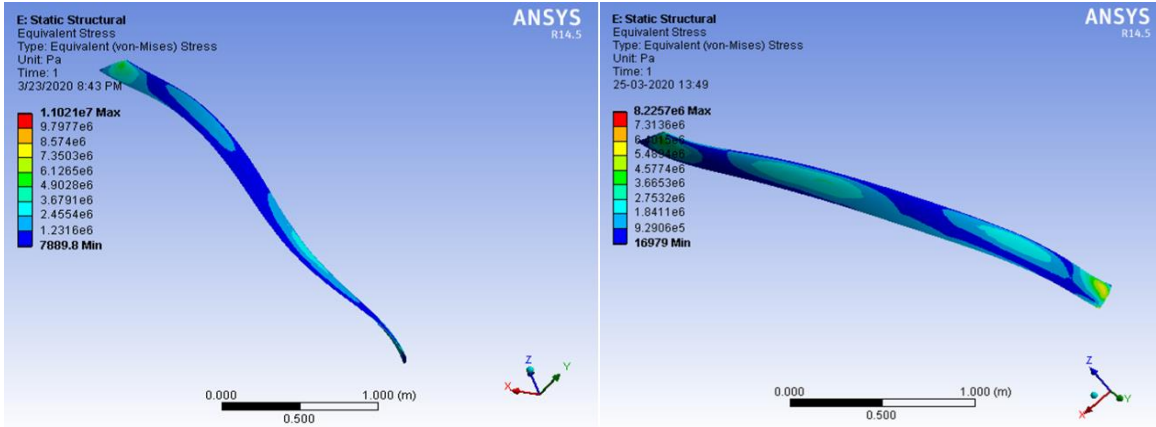 E: Static Structural
Equivalent Stress
Type: Equivalent (von-Mises) Stress
Unit: Pa
Time: 1
3/23/2020 8:43 PM
ANSYS
R14.5
1.1021e7 Max
9.7977e6
8.574e6
7.3503e6
6.1265e6
4.9028e6
3.6791e6
2.4554e6
1.2316e6
7889.8 Min
0.000
1.000 (m)
0.500
X
Y
Z
E: Static Structural
Equivalent Stress
Type: Equivalent (von-Mises) Stress
Unit: Pa
Time: 1
25-03-2020 13:49
ANSYS
R14.5
8.2257e6 Max
7.3136e6
4.5774e6
3.6653e6
2.7532e6
1.8411e6
9.2906e5
16979 Min
0.000
1.000 (m)
0.500
Z
Y
X